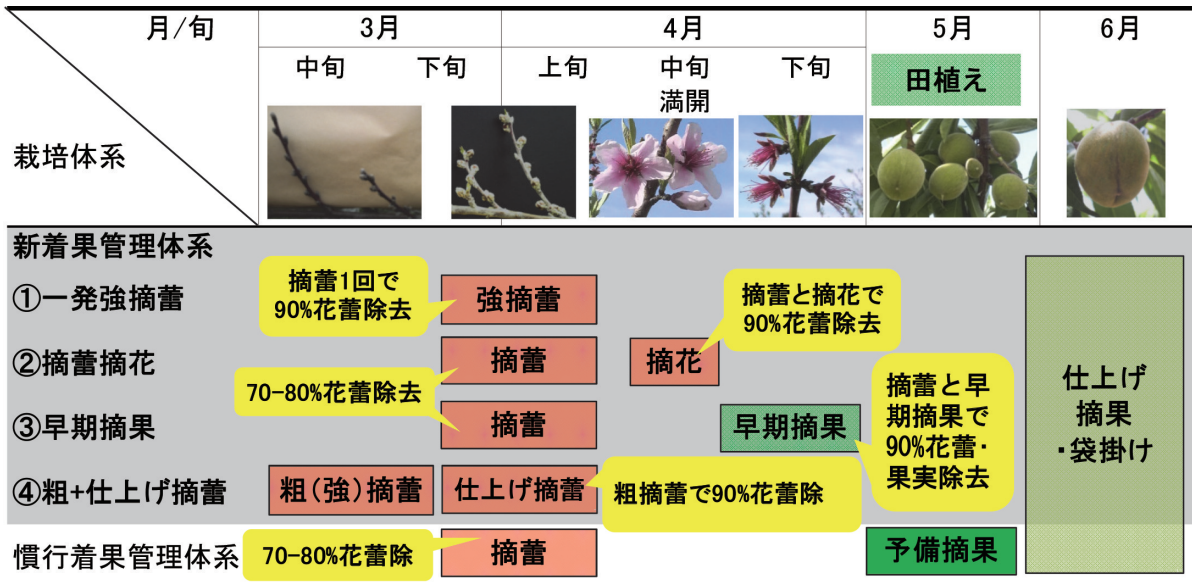 月/旬
3月
4月
5月
6月
中旬
下旬
上旬
中旬
下旬
満開
田植え
栽培体系
新着果管理体系
①一発強摘蕾
摘蕾1回で
90%花蕾除去
強摘蕾
摘蕾と摘花で
90%花蕾除去
②摘蕾摘花
摘蕾
摘花
70-80%花蕾除去
③早期摘果
摘蕾
早期摘果
摘蕾と早
期摘果で
90%花蕾・
果実除去
④粗+仕上げ摘蕾
粗(強)摘蕾
仕上げ摘蕾
粗摘蕾で90%花蕾除
仕上げ
摘果
・袋掛け
慣行着果管理体系
70-80%花蕾除
摘蕾
予備摘果